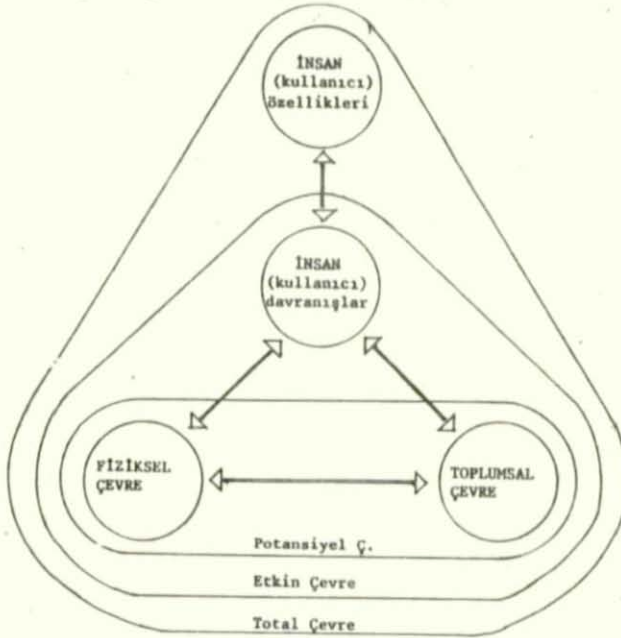 İNSAN
(kullanıcı)
özellikleri
İNSAN
(kullanıcı)
davranışlar
FİZİKSEL
ÇEVRE
TOPLUMSAL
ÇEVRE
Potansiyel Ç.
Etkin Çevre
Total Çevre